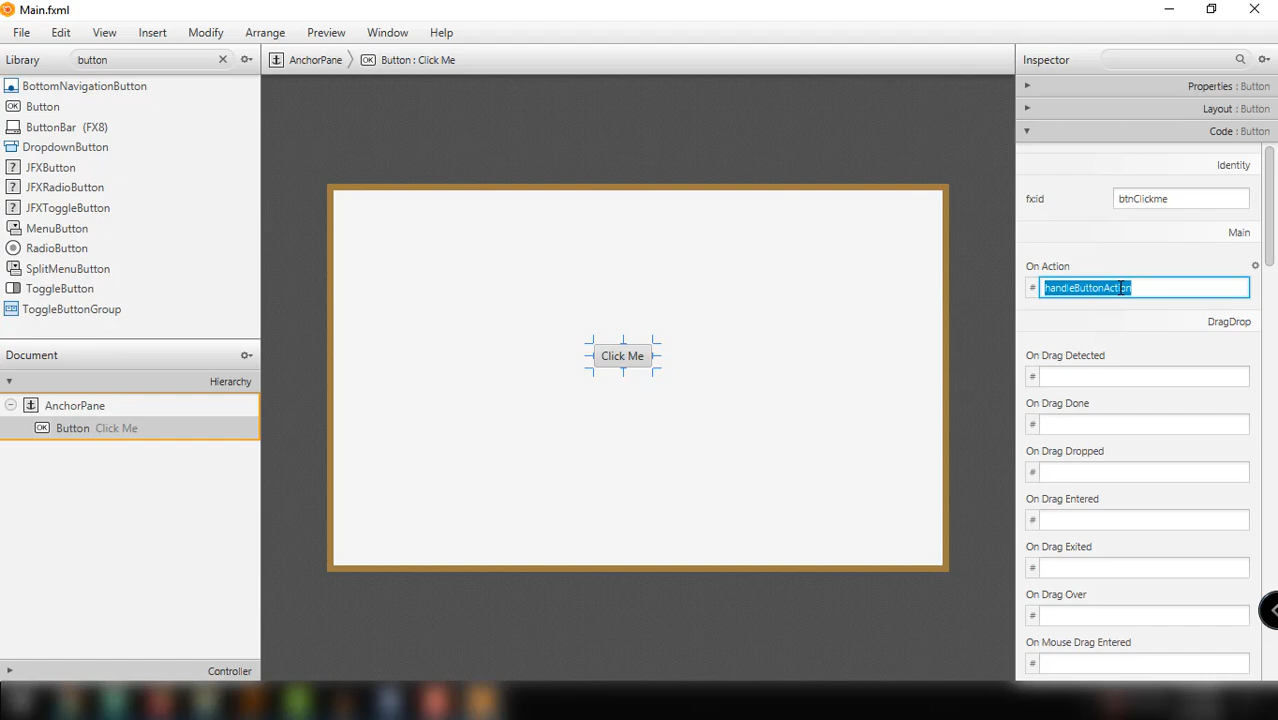 Main.fxml
File Edit View Insert Arrange Modify Preview Window Help
Library
button
AnchorPane
OK Button : Click Me
Inspector
BottomNavigationButton
OK Button
ButtonBar (FX8)
DropdownButton
? JFXButton
? JFXRadioButton
? JFXToggleButton
MenuButton
RadioButton
SplitMenuButton
ToggleButton
ToggleButtonGroup
Document
Hierarchy
AnchorPane
OK Button Click Me
Controller
Click Me
Properties : Button
Layout : Button
Code : Button
Identity
fx:id
btnClickme
Main
On Action
# handleButtonAction
DragDrop
On Drag Detected
#
On Drag Done
#
On Drag Dropped
#
On Drag Entered
#
On Drag Exited
#
On Drag Over
#
On Mouse Drag Entered
#